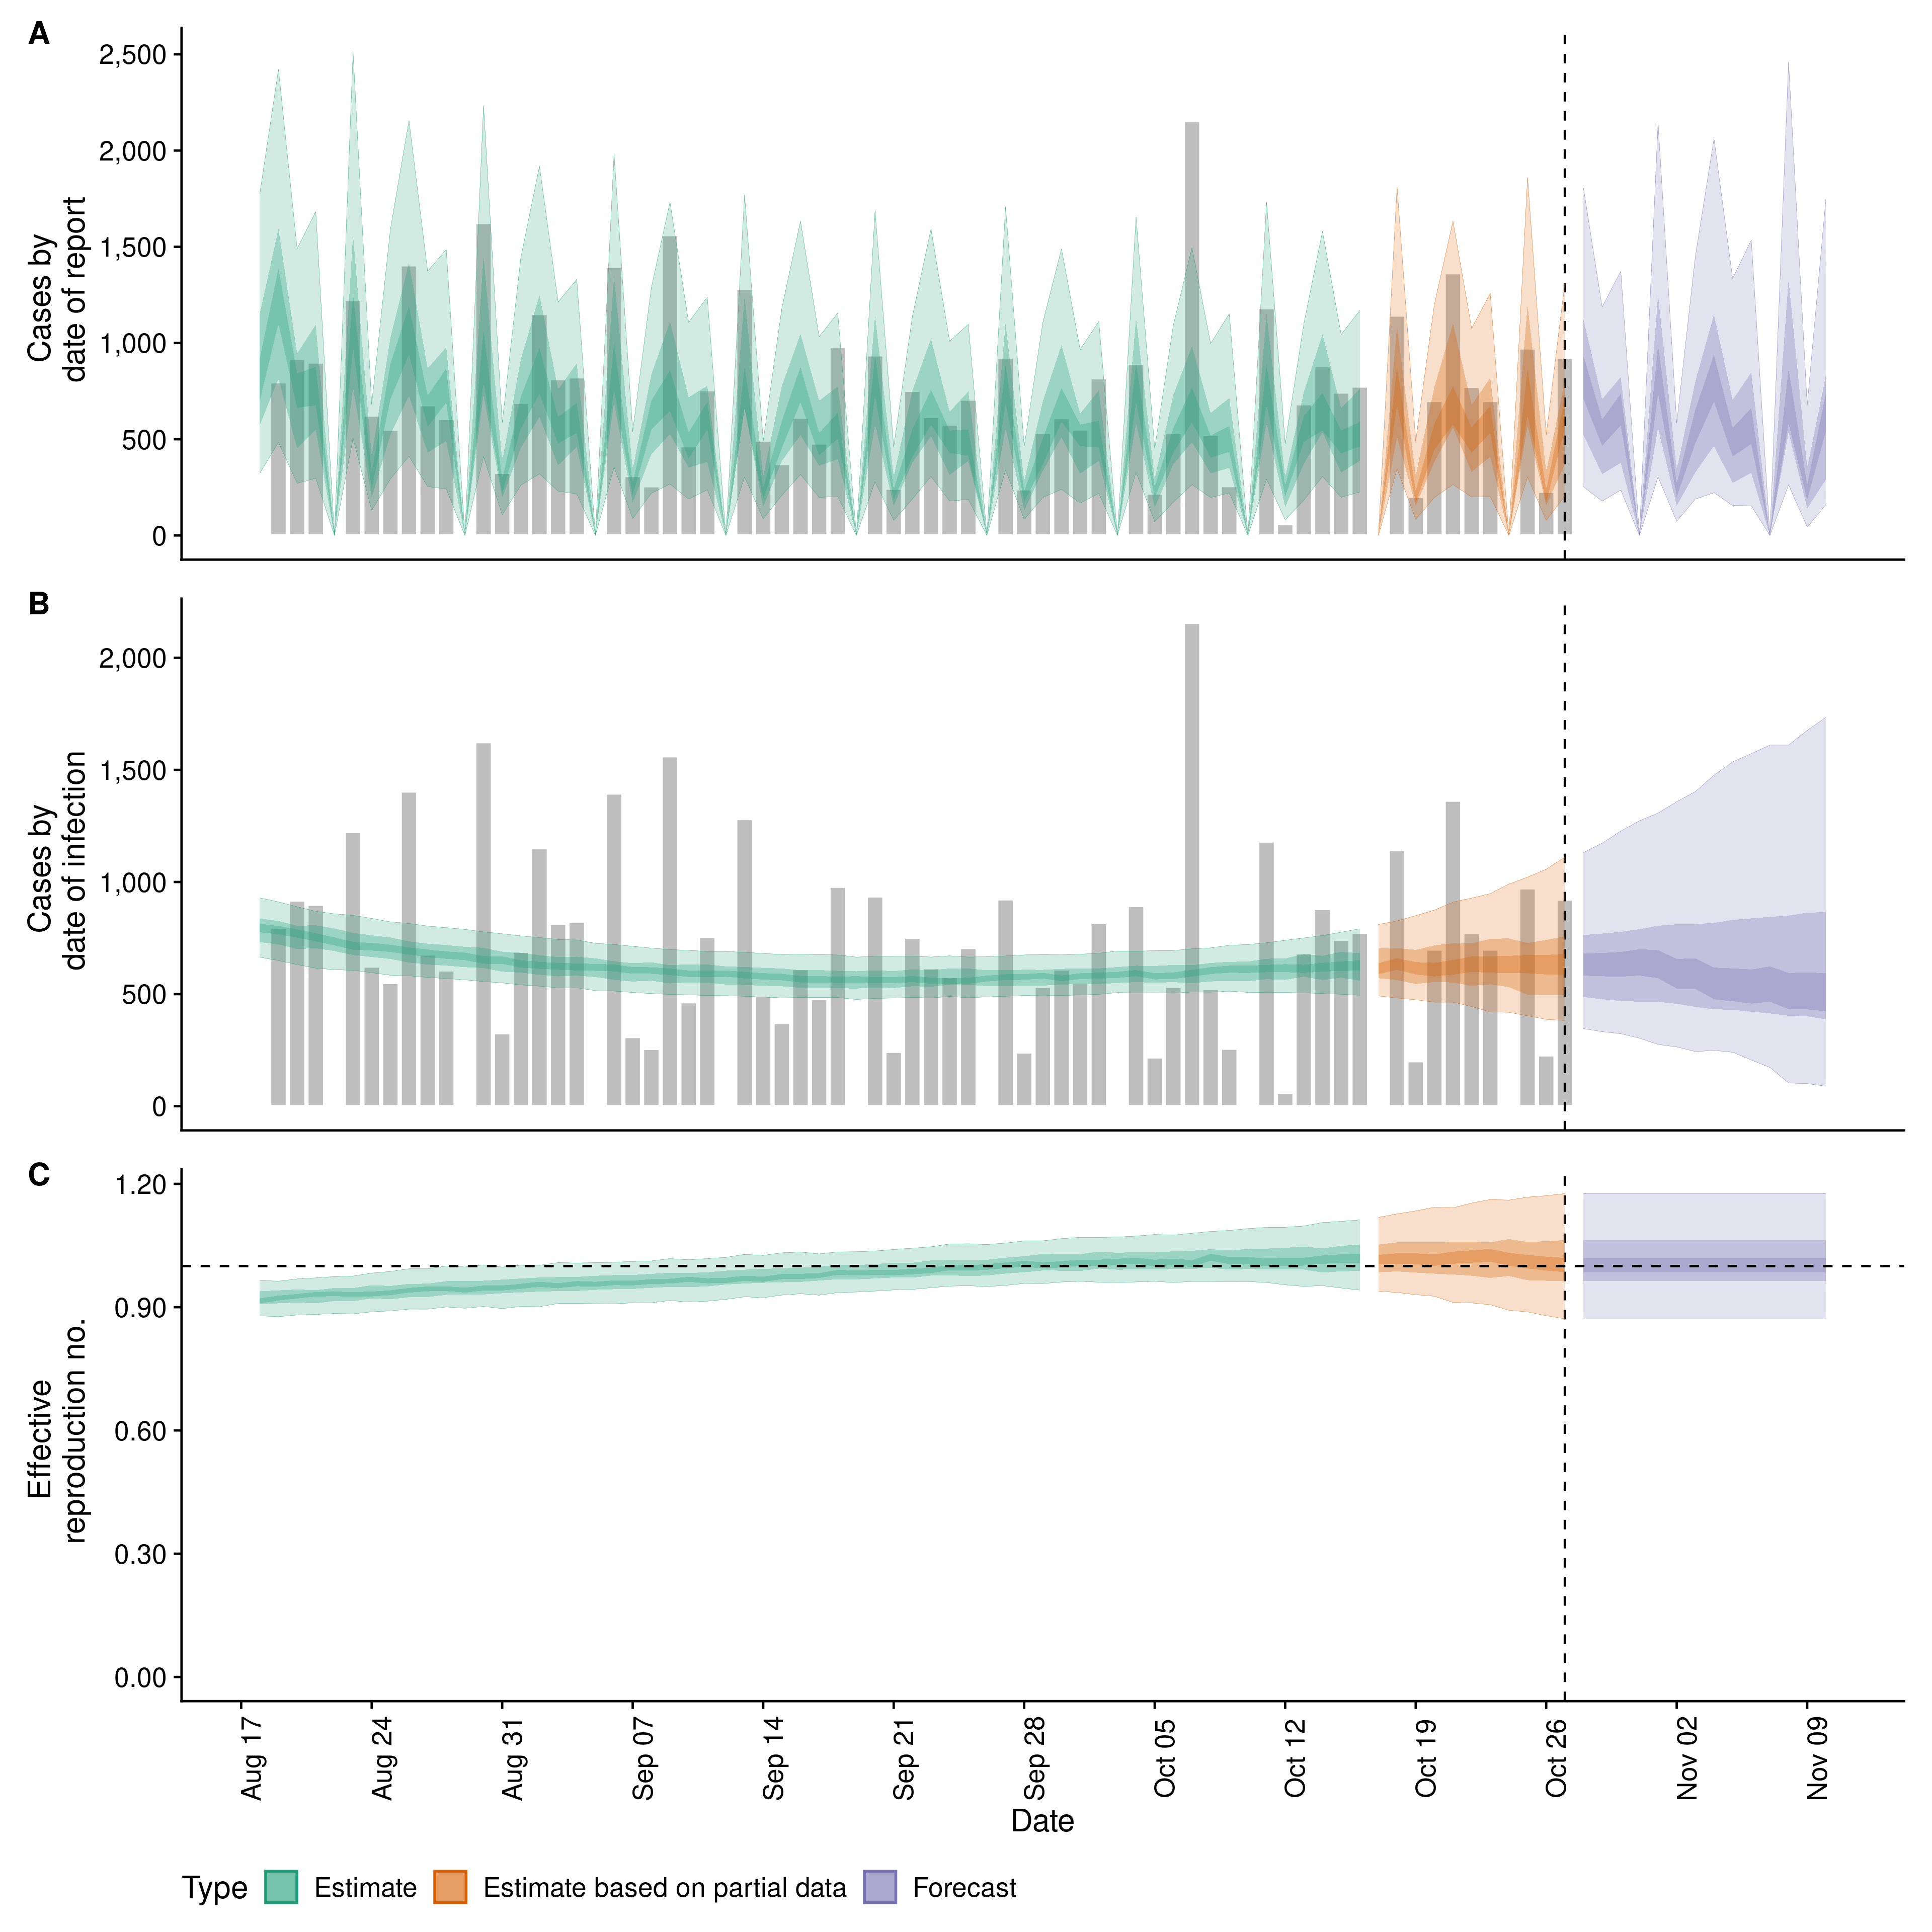 A
2,500
2,000
1,500
1,000
500
0
Cases by
date of report
B
2,000
1,500
1,000
500
0
Cases by
date of infection
C
1.20
0.90
0.60
0.30
0.00
Effective
reproduction no.
Aug 17
Aug 24
Aug 31
Sep 07
Sep 14
Sep 21
Sep 28
Oct 05
Oct 12
Oct 19
Oct 26
Nov 02
Nov 09
Date
Type Estimate Estimate based on partial data Forecast